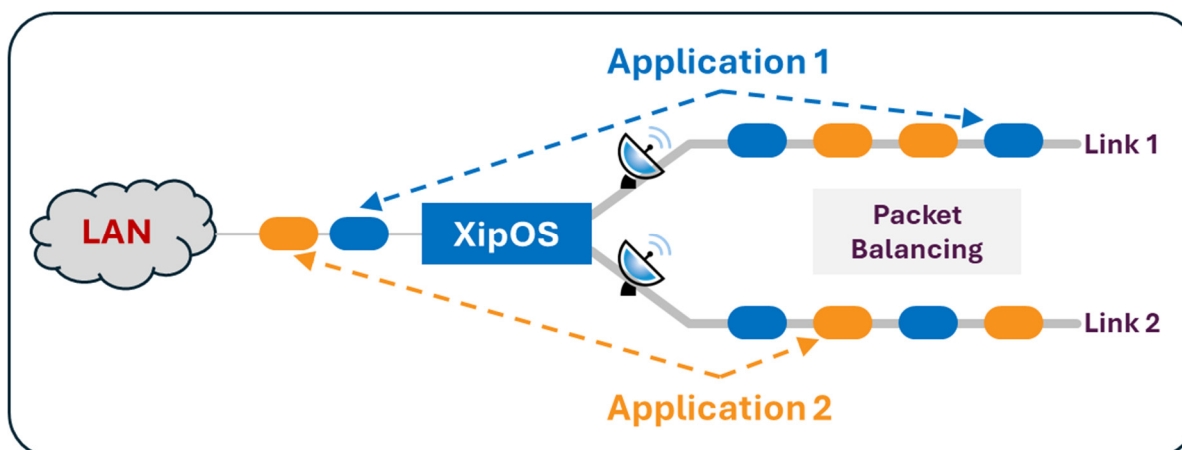 Application 1
Link 1
LAN
XipOS
Packet
Balancing
Link 2
Application 2